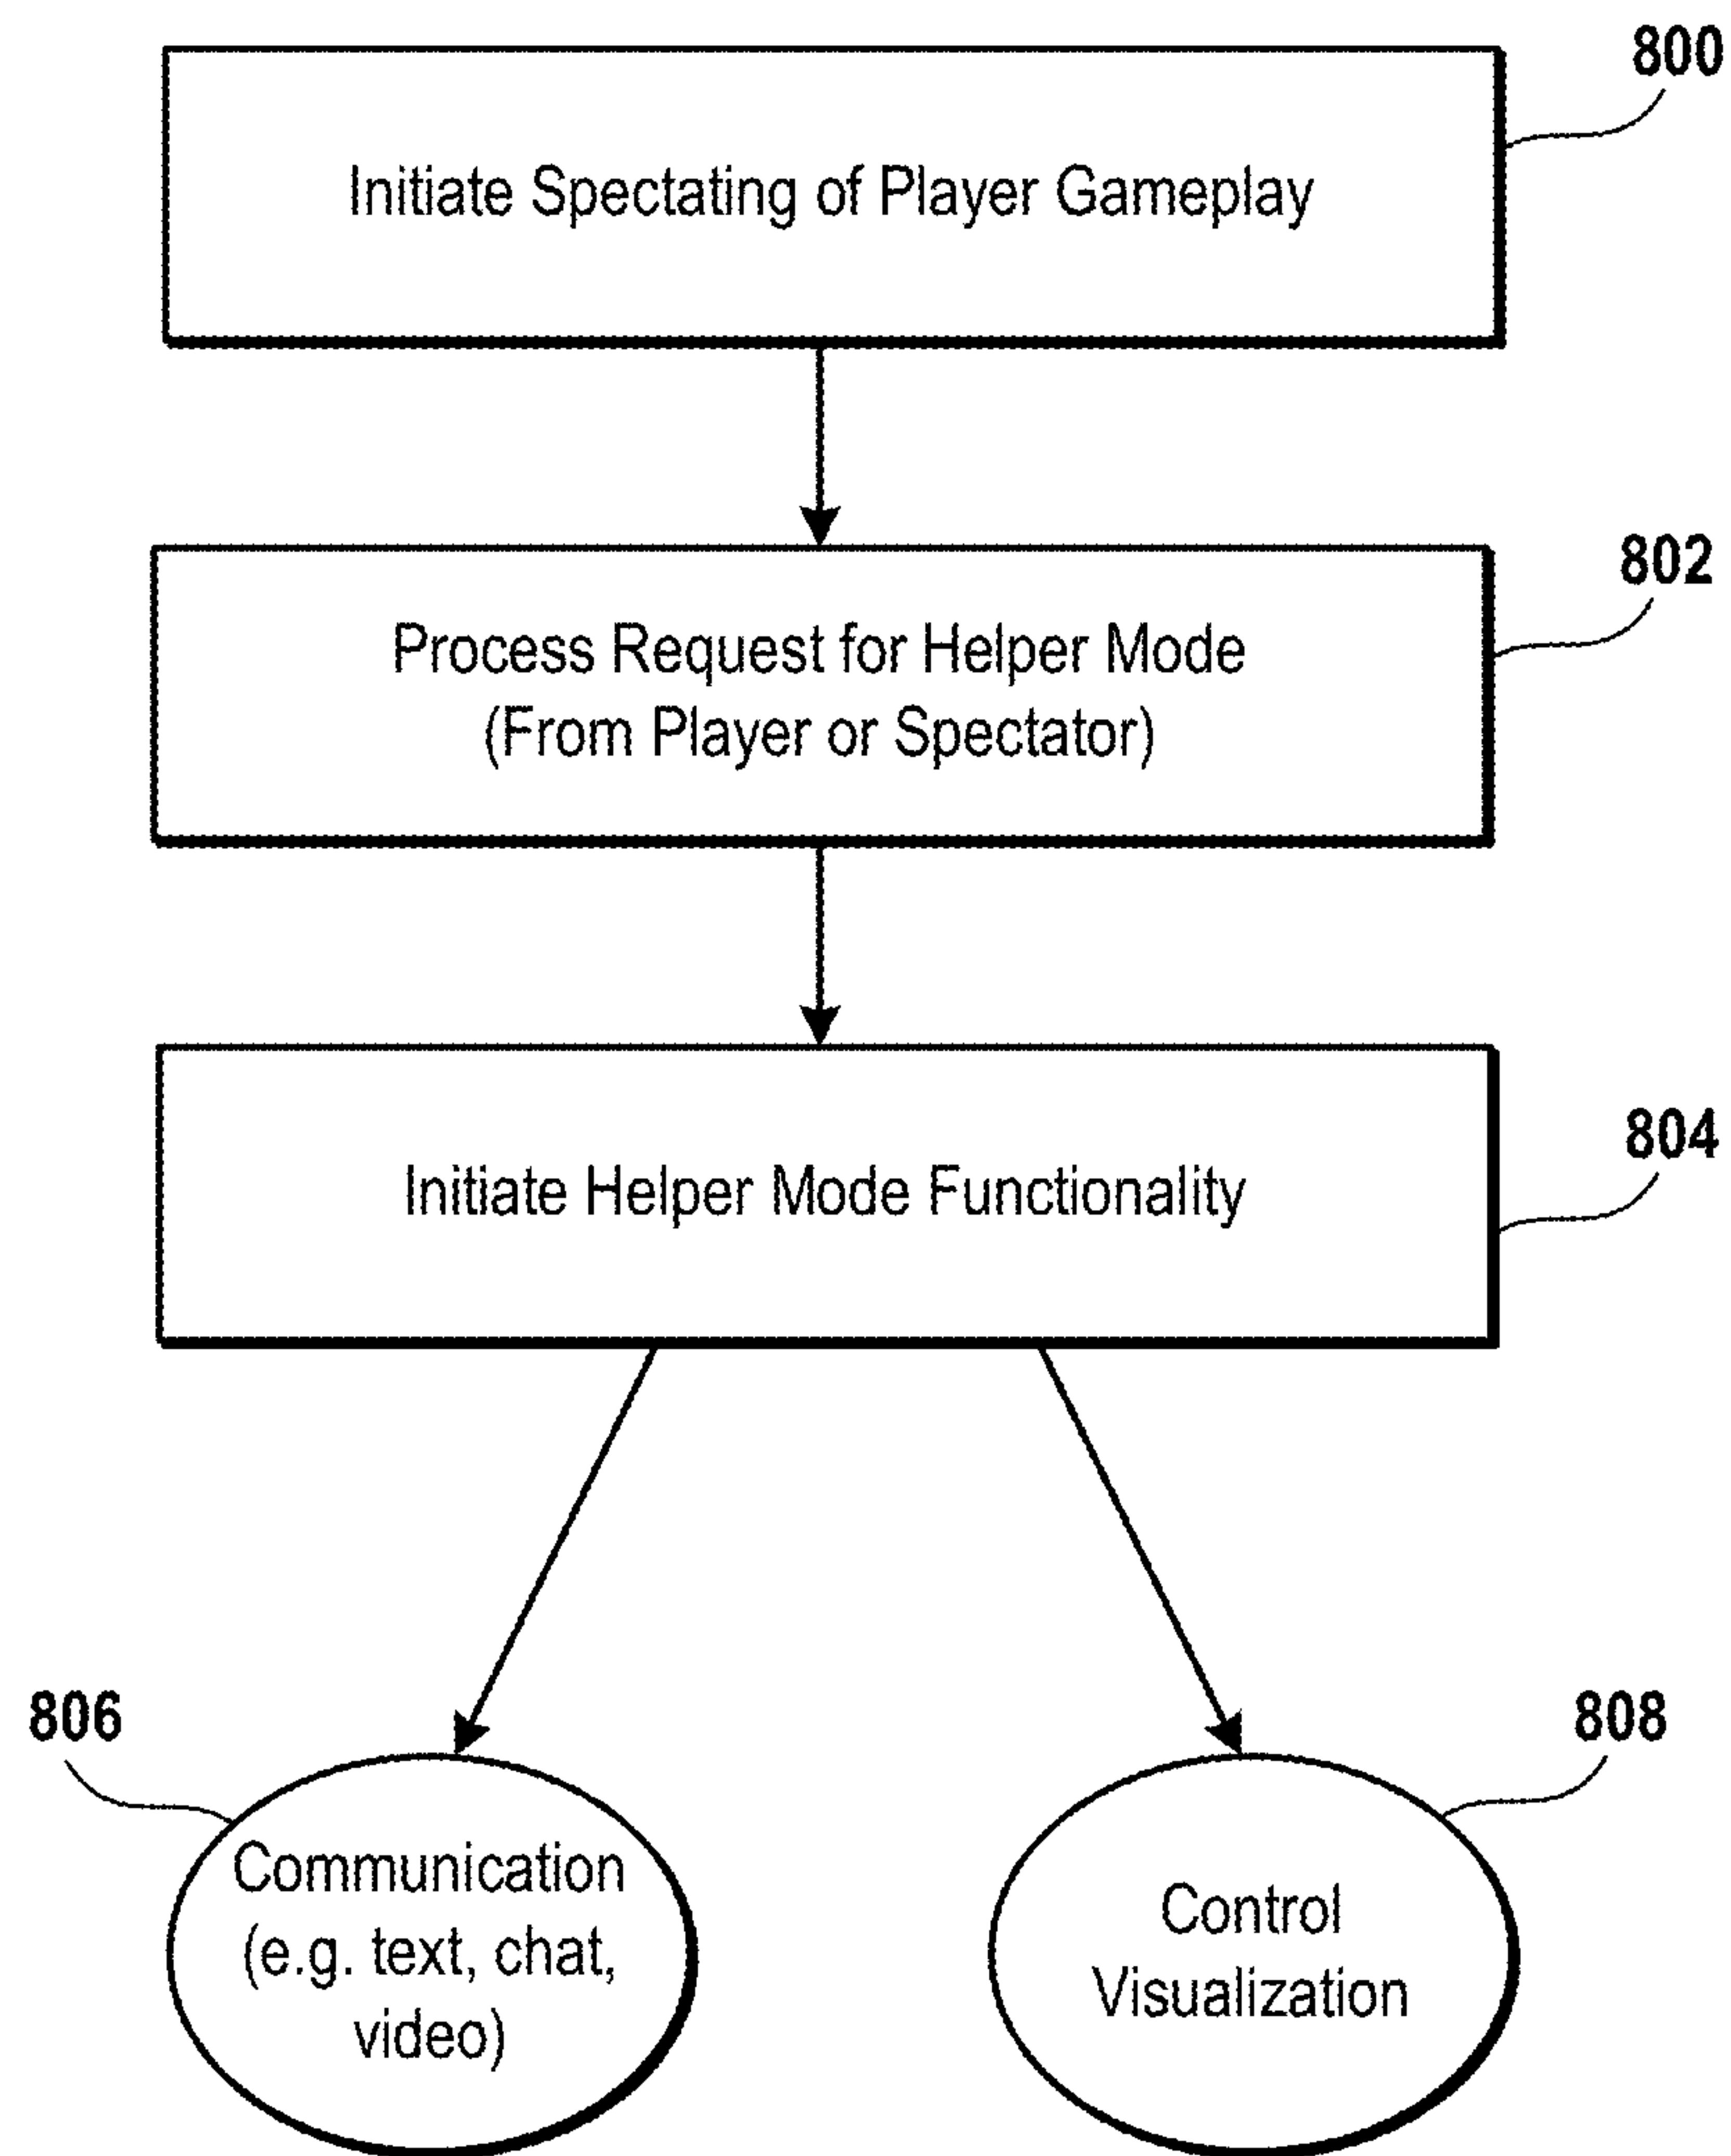 800
Initiate Spectating of Player Gameplay
802
Process Request for Helper Mode
(From Player or Spectator)
804
Initiate Helper Mode Functionality
806
808
Communication
(e.g. text, chat,
video)
Control
Visualization